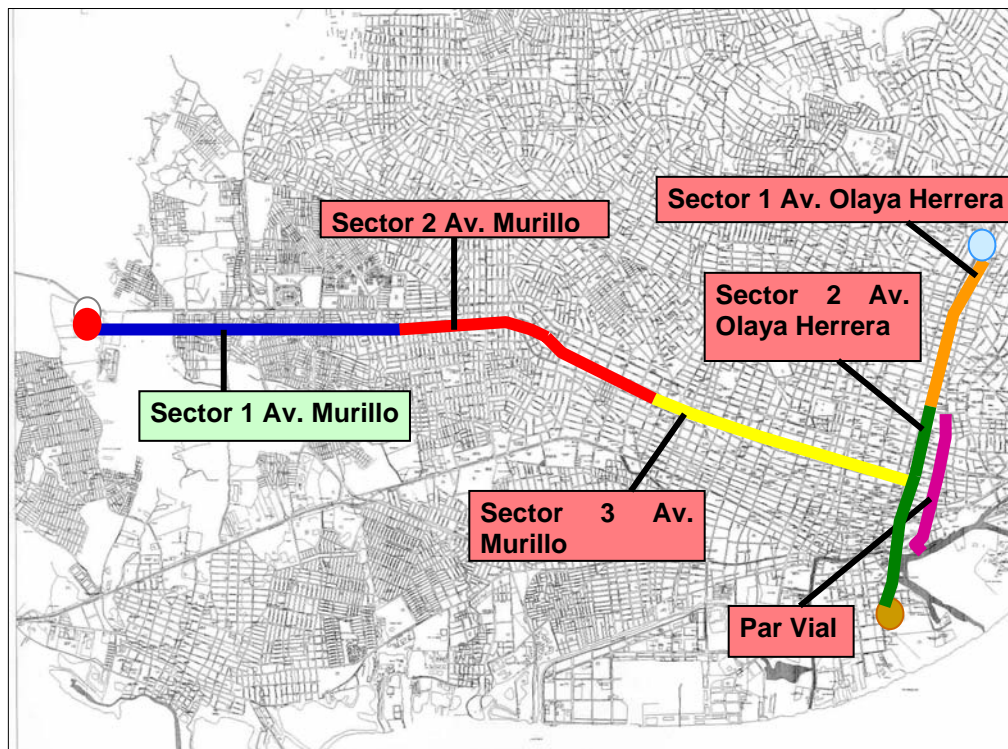 Sector 1 Av. Olaya Herrera
Sector 2 Av. Murillo
Sector 2 Av.
Olaya Herrera
Sector 1 Av. Murillo
Sector 3 Av.
Murillo
Par Vial